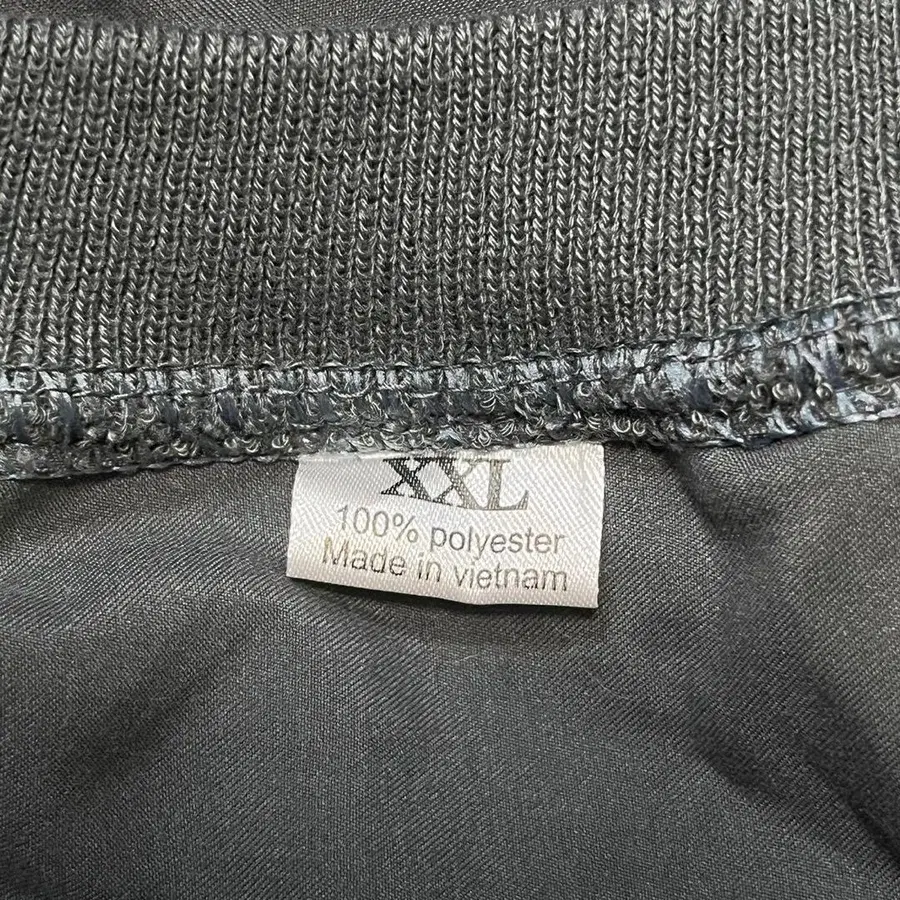 XXL
100% polyester
Made in vietnam